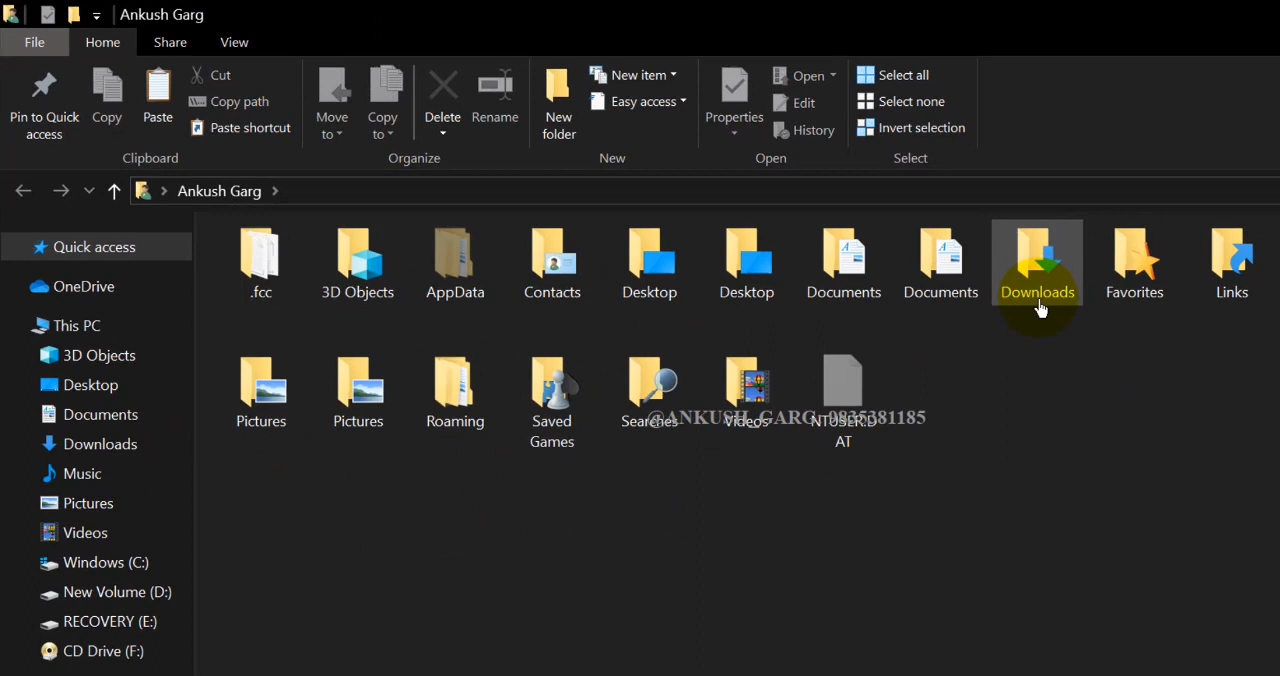 Ankush Garg
File Home Share View
Pin to Quick access
Copy
Paste
Cut
Copy path
Paste shortcut
Clipboard
Move to
Copy to
Delete
Rename
Organize
New folder
New item
Easy access
New
Properties
Open
Edit
History
Open
Select all
Select none
Invert selection
Select
Ankush Garg
Quick access
OneDrive
This PC
3D Objects
Desktop
Documents
Downloads
Music
Pictures
Videos
Windows (C:)
New Volume (D:)
RECOVERY (E:)
CD Drive (F:)
.fcc
3D Objects
AppData
Contacts
Desktop
Desktop
Documents
Documents
Downloads
Favorites
Links
Pictures
Pictures
Roaming
Saved
Games
Searches
Videos
NTUSER.D
AT
@ANKUSH_GARG-9835381185